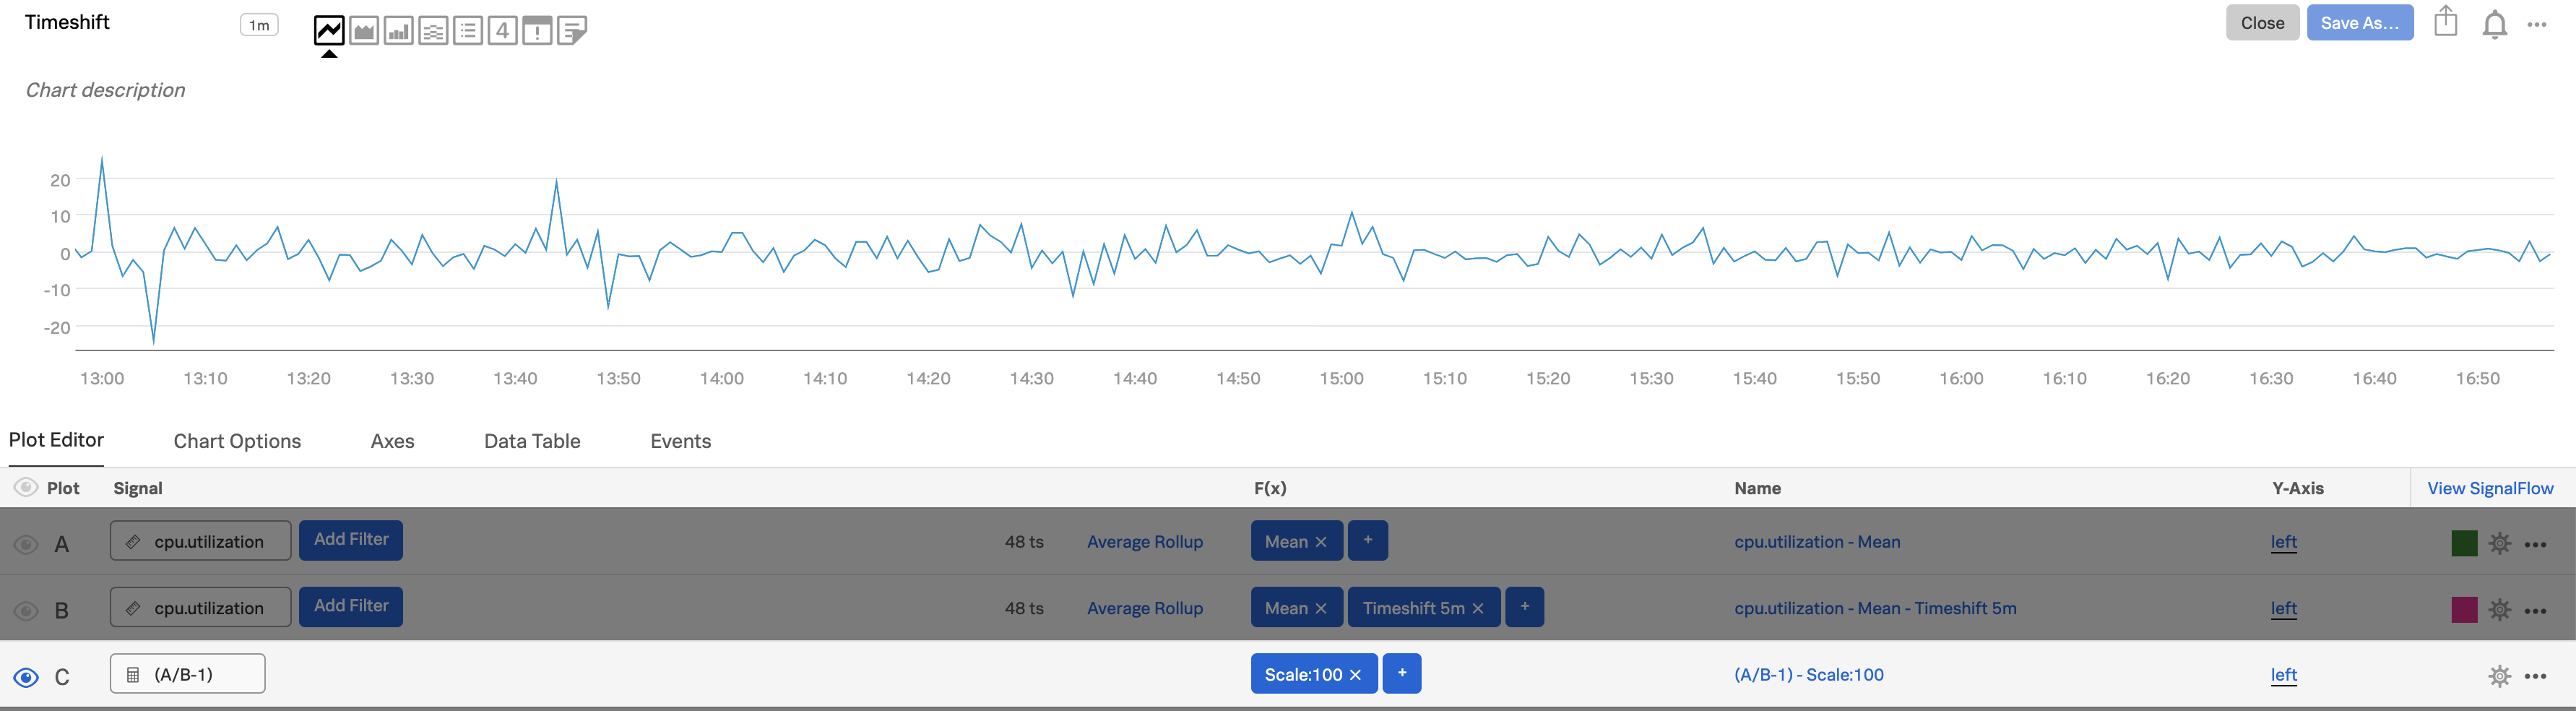 Timeshift 1m 4 ! Close Save As... ...
Chart description
20
10
0
-10
-20
13:00 13:10 13:20 13:30 13:40 13:50 14:00 14:10 14:20 14:30 14:40 14:50 15:00 15:10 15:20 15:30 15:40 15:50 16:00 16:10 16:20 16:30 16:40 16:50
Plot Editor Chart Options Axes Data Table Events
Plot Signal F(x) Name Y-Axis View SignalFlow
A cpu.utilization Add Filter 48 ts Average Rollup Mean × + cpu.utilization - Mean left ...
B cpu.utilization Add Filter 48 ts Average Rollup Mean × Timeshift 5m × + cpu.utilization - Mean - Timeshift 5m left ...
C (A/B-1) Scale:100 × + (A/B-1) - Scale:100 left ...